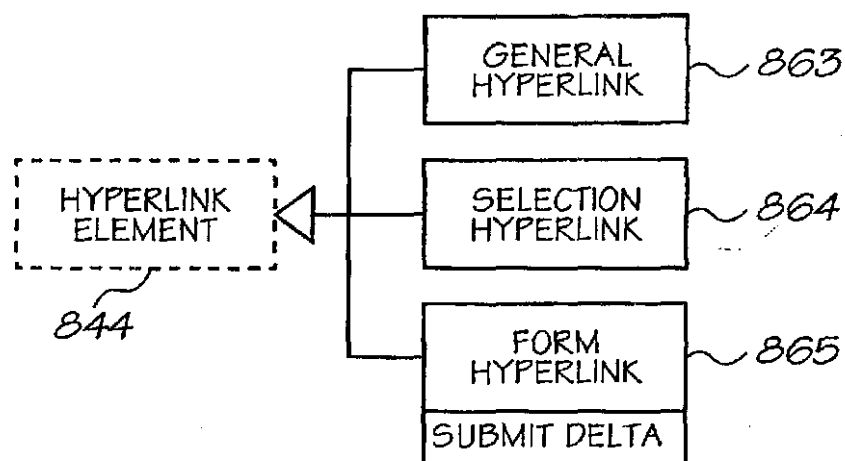 GENERAL
HYPERLINK
863
HYPERLINK
ELEMENT
844
SELECTION
HYPERLINK
864
FORM
HYPERLINK
865
SUBMIT DELTA